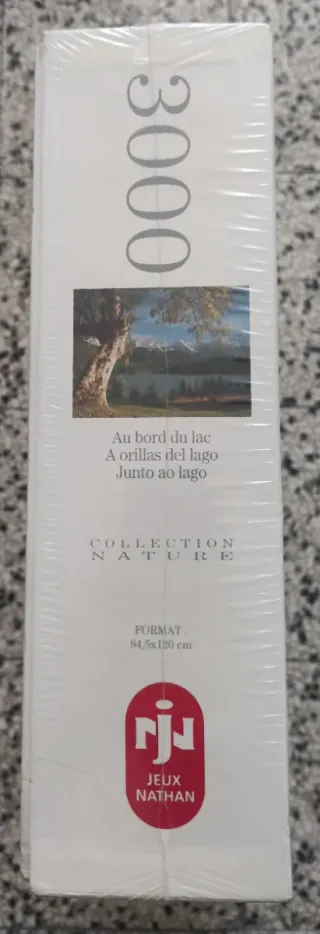 3000
Au bord du lac
A orillas del lago
Junto ao lago
COLLECTION
NATURE
FORMAT :
84,5x120 cm
JN
JEUX
NATHAN